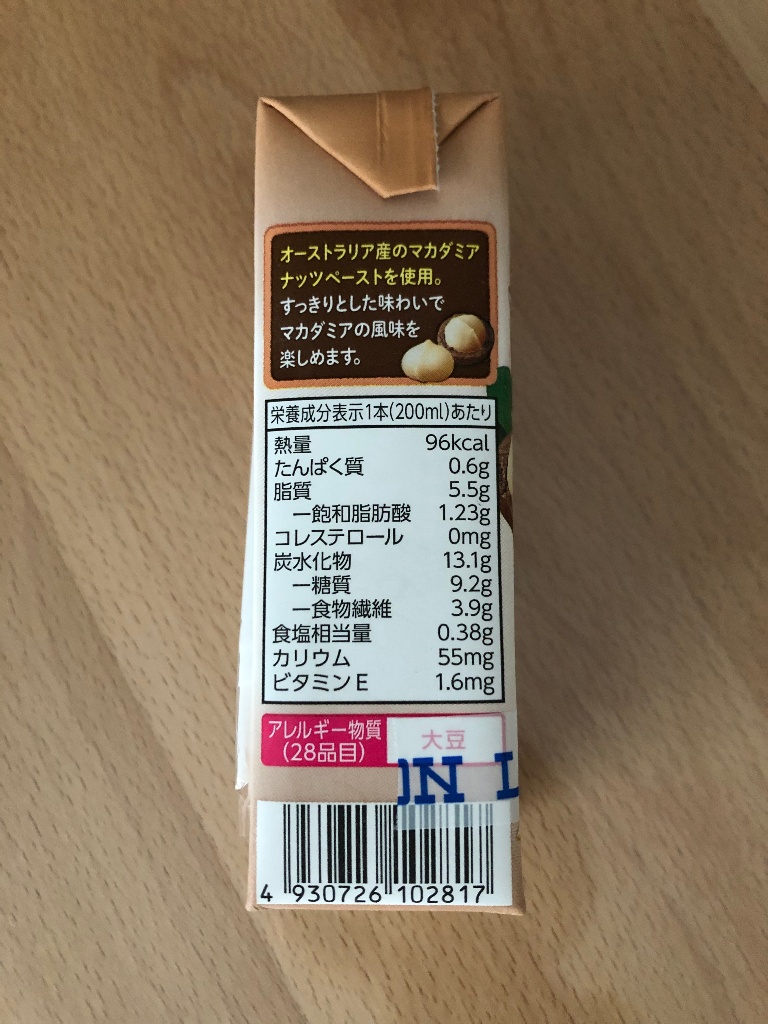 オーストラリア産のマカダミア
ナッツペーストを使用。
すっきりとした味わいで
マカダミアの風味を
楽しめます。
栄養成分表示1本(200ml)あたり
熱量 96kcal
たんぱく質 0.6g
脂質 5.5g
ー飽和脂肪酸 1.23g
コレステロール 0mg
炭水化物 13.1g
ー糖質 9.2g
ー食物繊維 3.9g
食塩相当量 0.38g
カリウム 55mg
ビタミンE 1.6mg
アレルギー物質
(28品目)
大豆
4 930726 102817